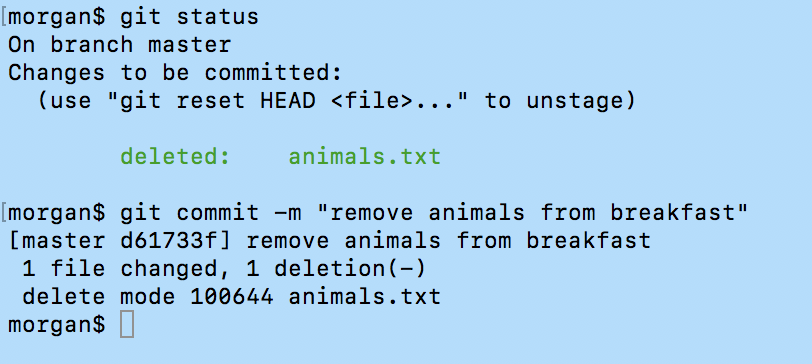 [morgan$ git status
On branch master
Changes to be committed:
  (use "git reset HEAD <file>..." to unstage)
        deleted:    animals.txt
[morgan$ git commit -m "remove animals from breakfast"
[master d61733f] remove animals from breakfast
 1 file changed, 1 deletion(-)
 delete mode 100644 animals.txt
morgan$